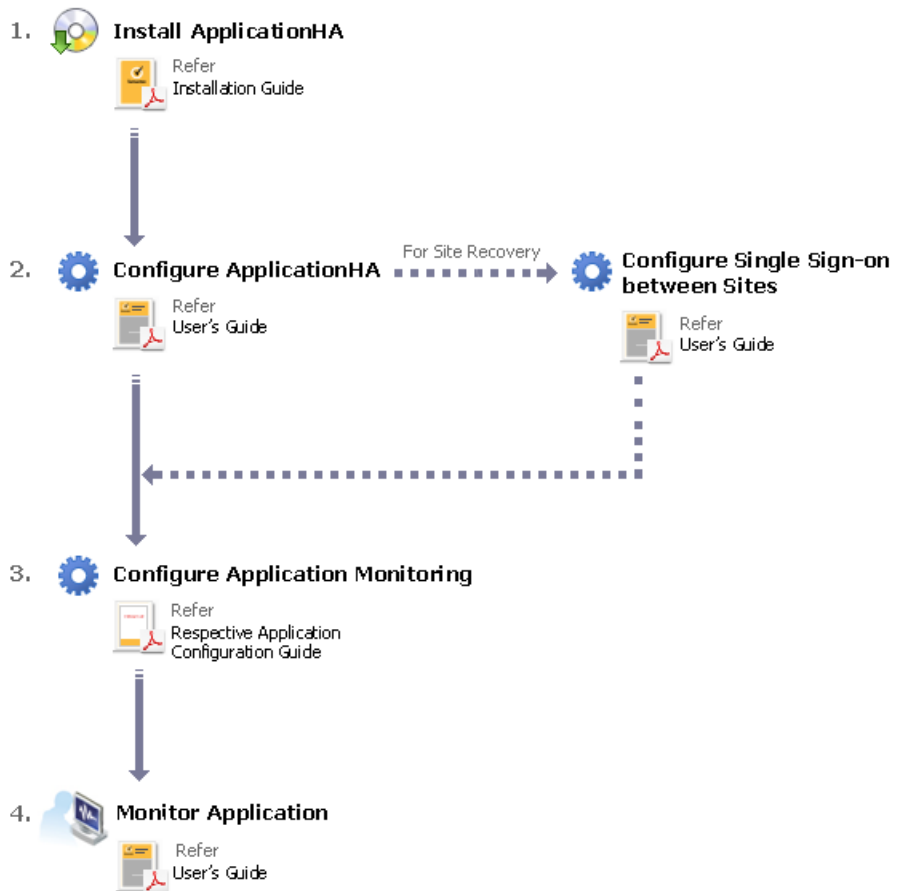 1.
Install ApplicationHA
Refer
Installation Guide
2.
Configure ApplicationHA
For Site Recovery
Configure Single Sign-on
between Sites
Refer
User's Guide
Refer
User's Guide
3.
Configure Application Monitoring
Refer
Respective Application
Configuration Guide
4.
Monitor Application
Refer
User's Guide